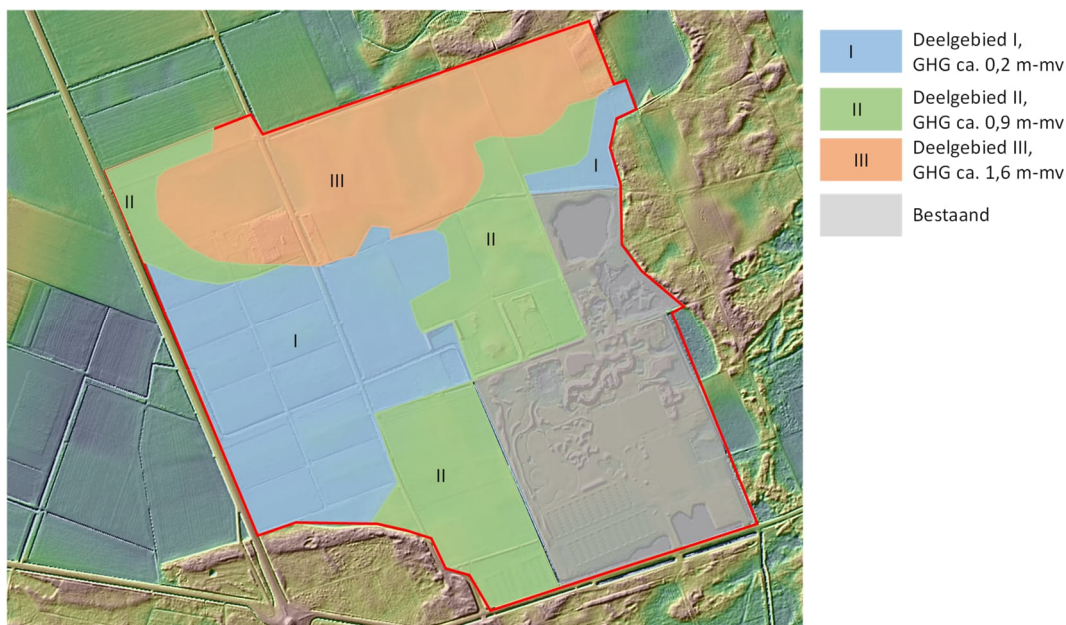 I
Deelgebied I,
GHG ca. 0,2 m-mv
II
Deelgebied II,
GHG ca. 0,9 m-mv
III
Deelgebied III,
GHG ca. 1,6 m-mv
Bestaand
I
III
II
II
I
II